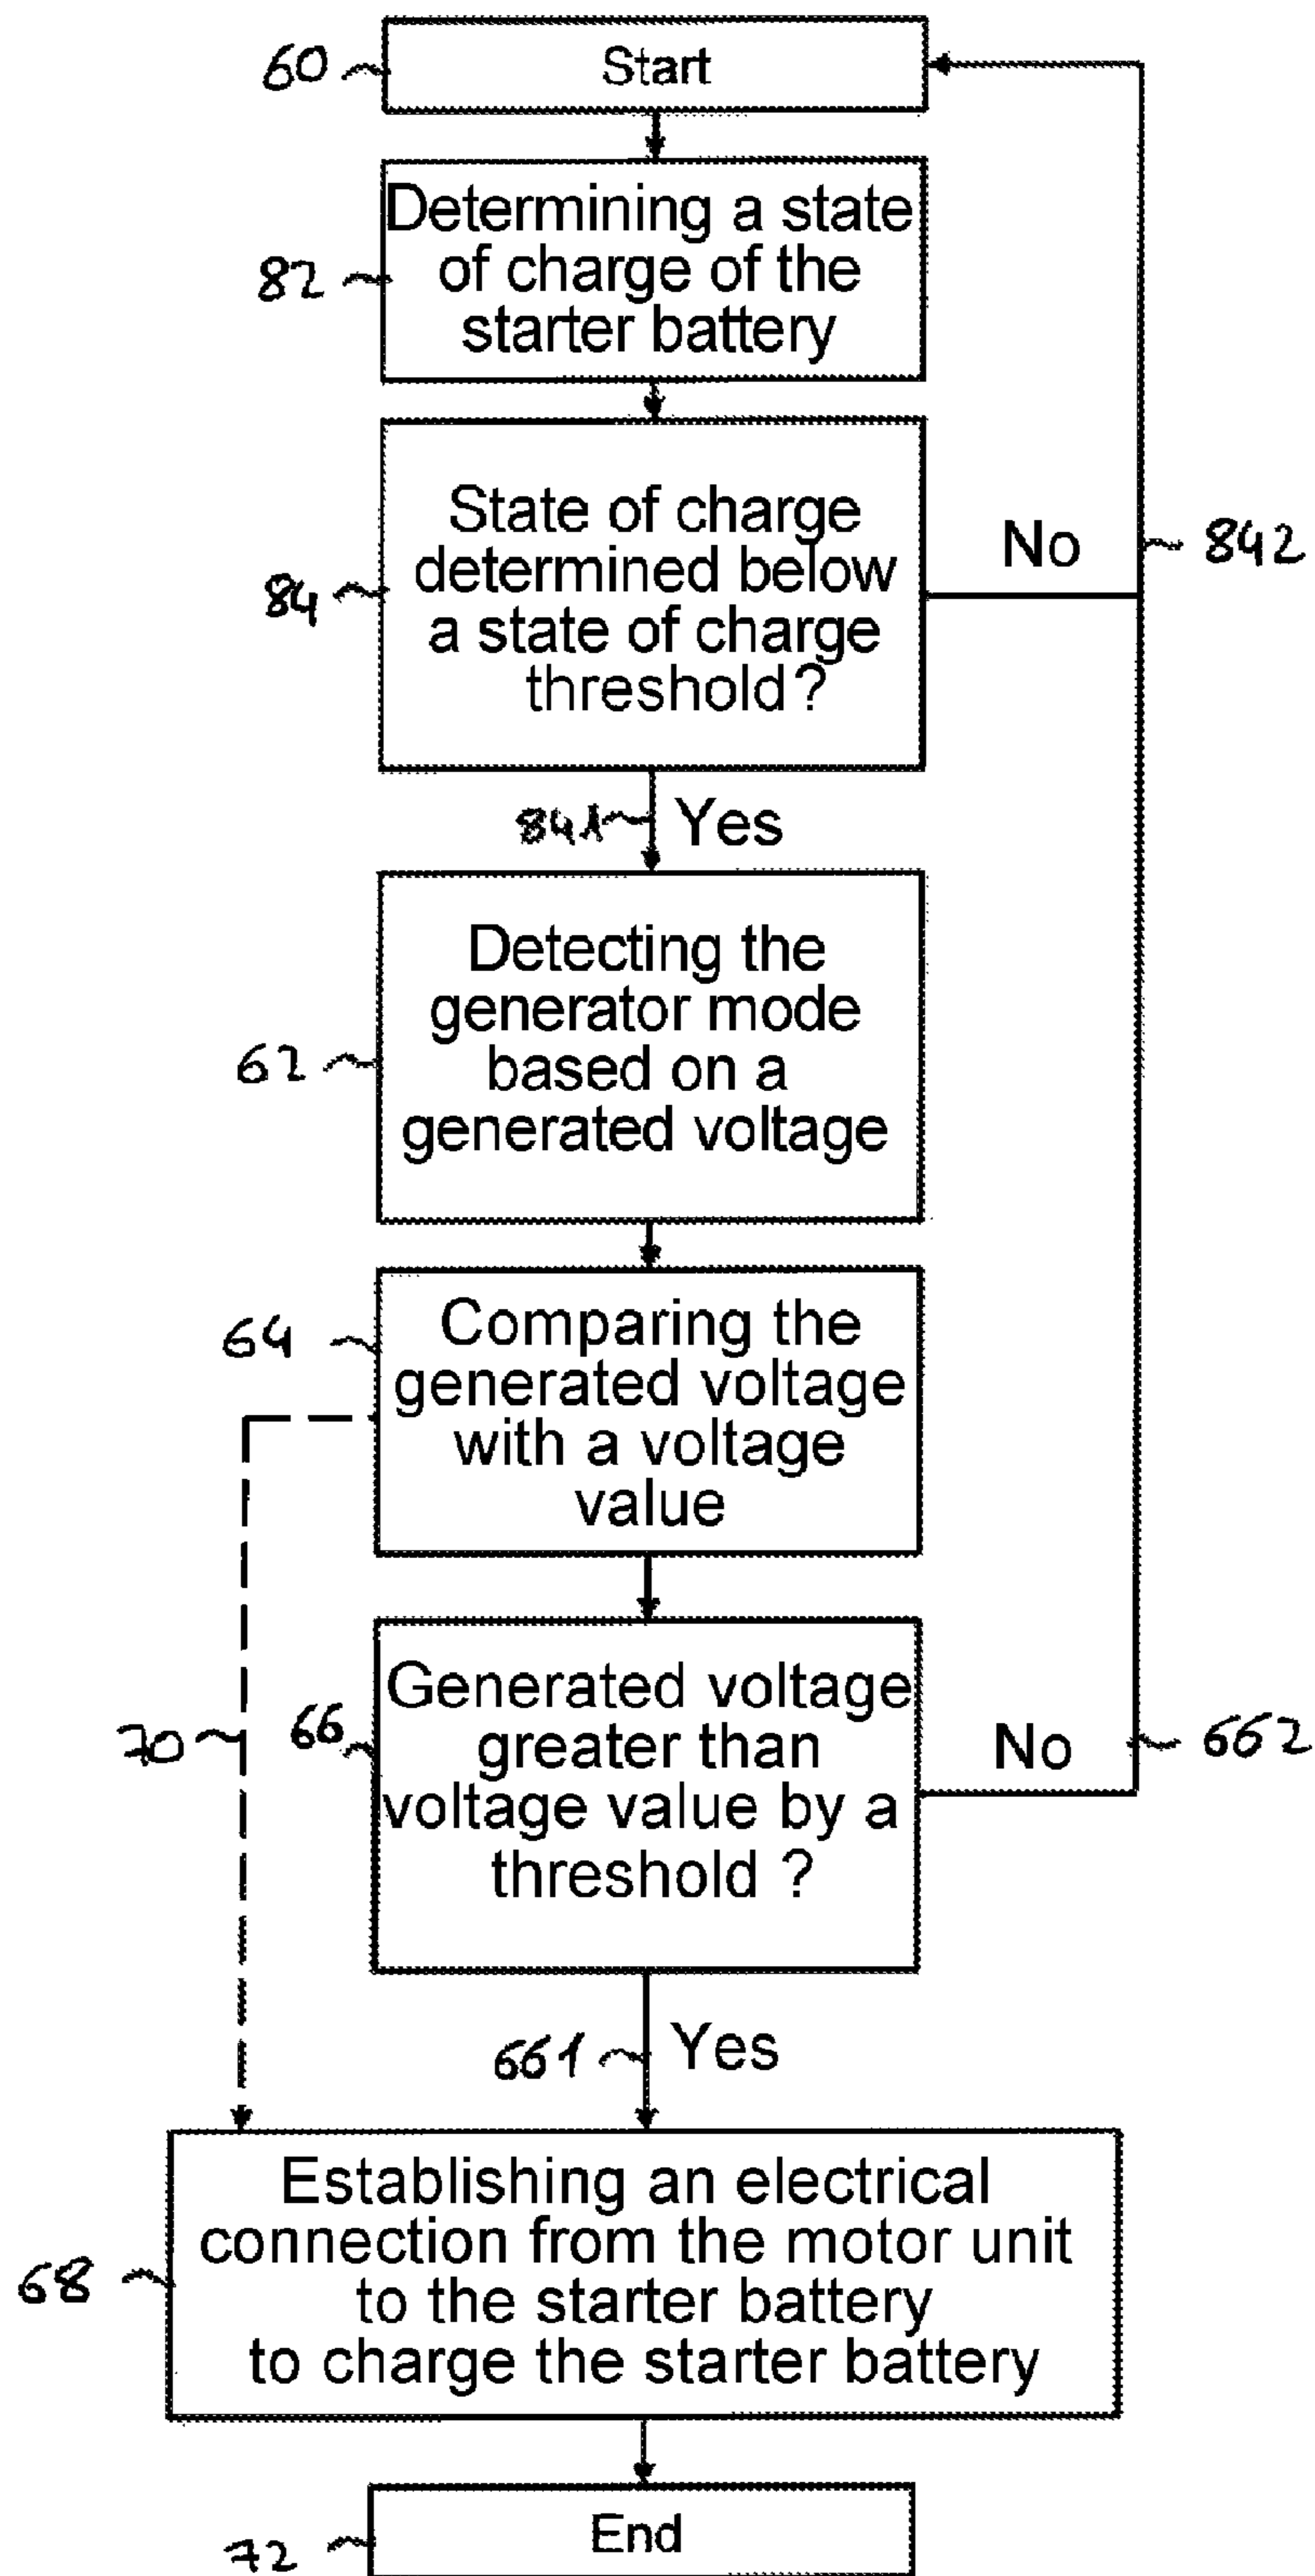 60
Start
Determining a state
of charge of the
starter battery
82
State of charge
determined below
a state of charge
threshold?
84
No
842
841
Yes
Detecting the
generator mode
based on a
generated voltage
62
Comparing the
generated voltage
with a voltage
value
64
Generated voltage
greater than
voltage value by a
threshold ?
70
66
No
662
661
Yes
Establishing an electrical
connection from the motor unit
to the starter battery
to charge the starter battery
68
End
72